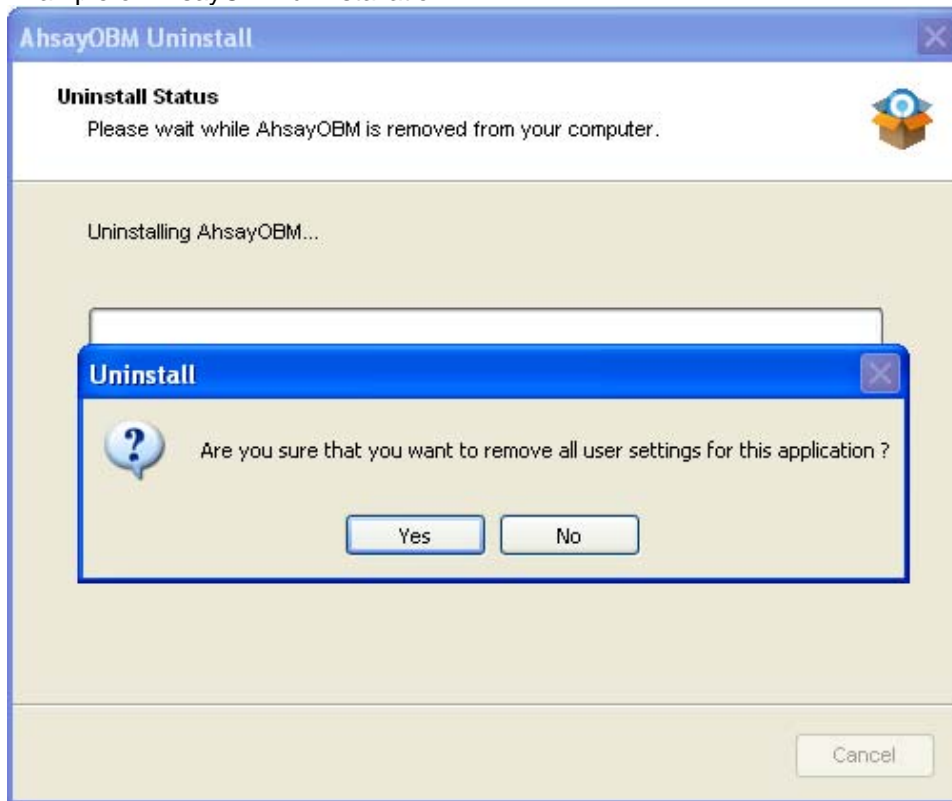 AhsayOBM Uninstall
Uninstall Status
Please wait while AhsayOBM is removed from your computer.
Uninstalling AhsayOBM...
Uninstall
Are you sure that you want to remove all user settings for this application ?
Yes No
Cancel